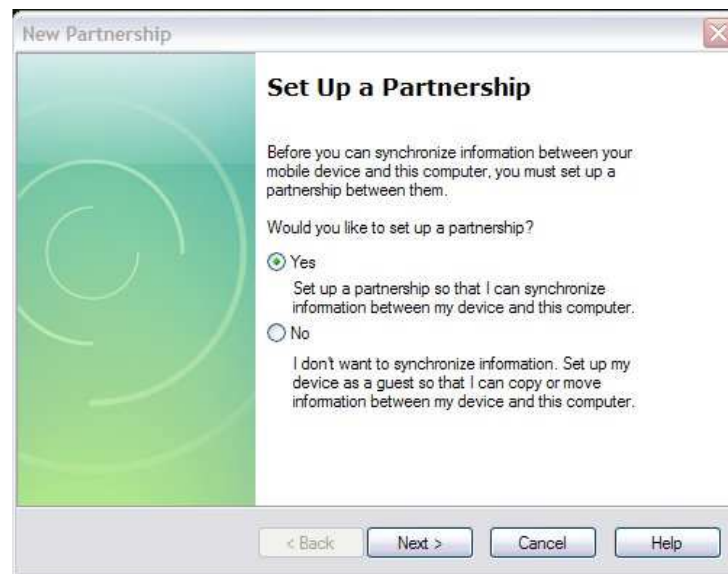 New Partnership
Set Up a Partnership
Before you can synchronize information between your
mobile device and this computer, you must set up a
partnership between them.
Would you like to set up a partnership?
Yes
Set up a partnership so that I can synchronize
information between my device and this computer.
No
I don't want to synchronize information. Set up my
device as a guest so that I can copy or move
information between my device and this computer.
< Back Next > Cancel Help